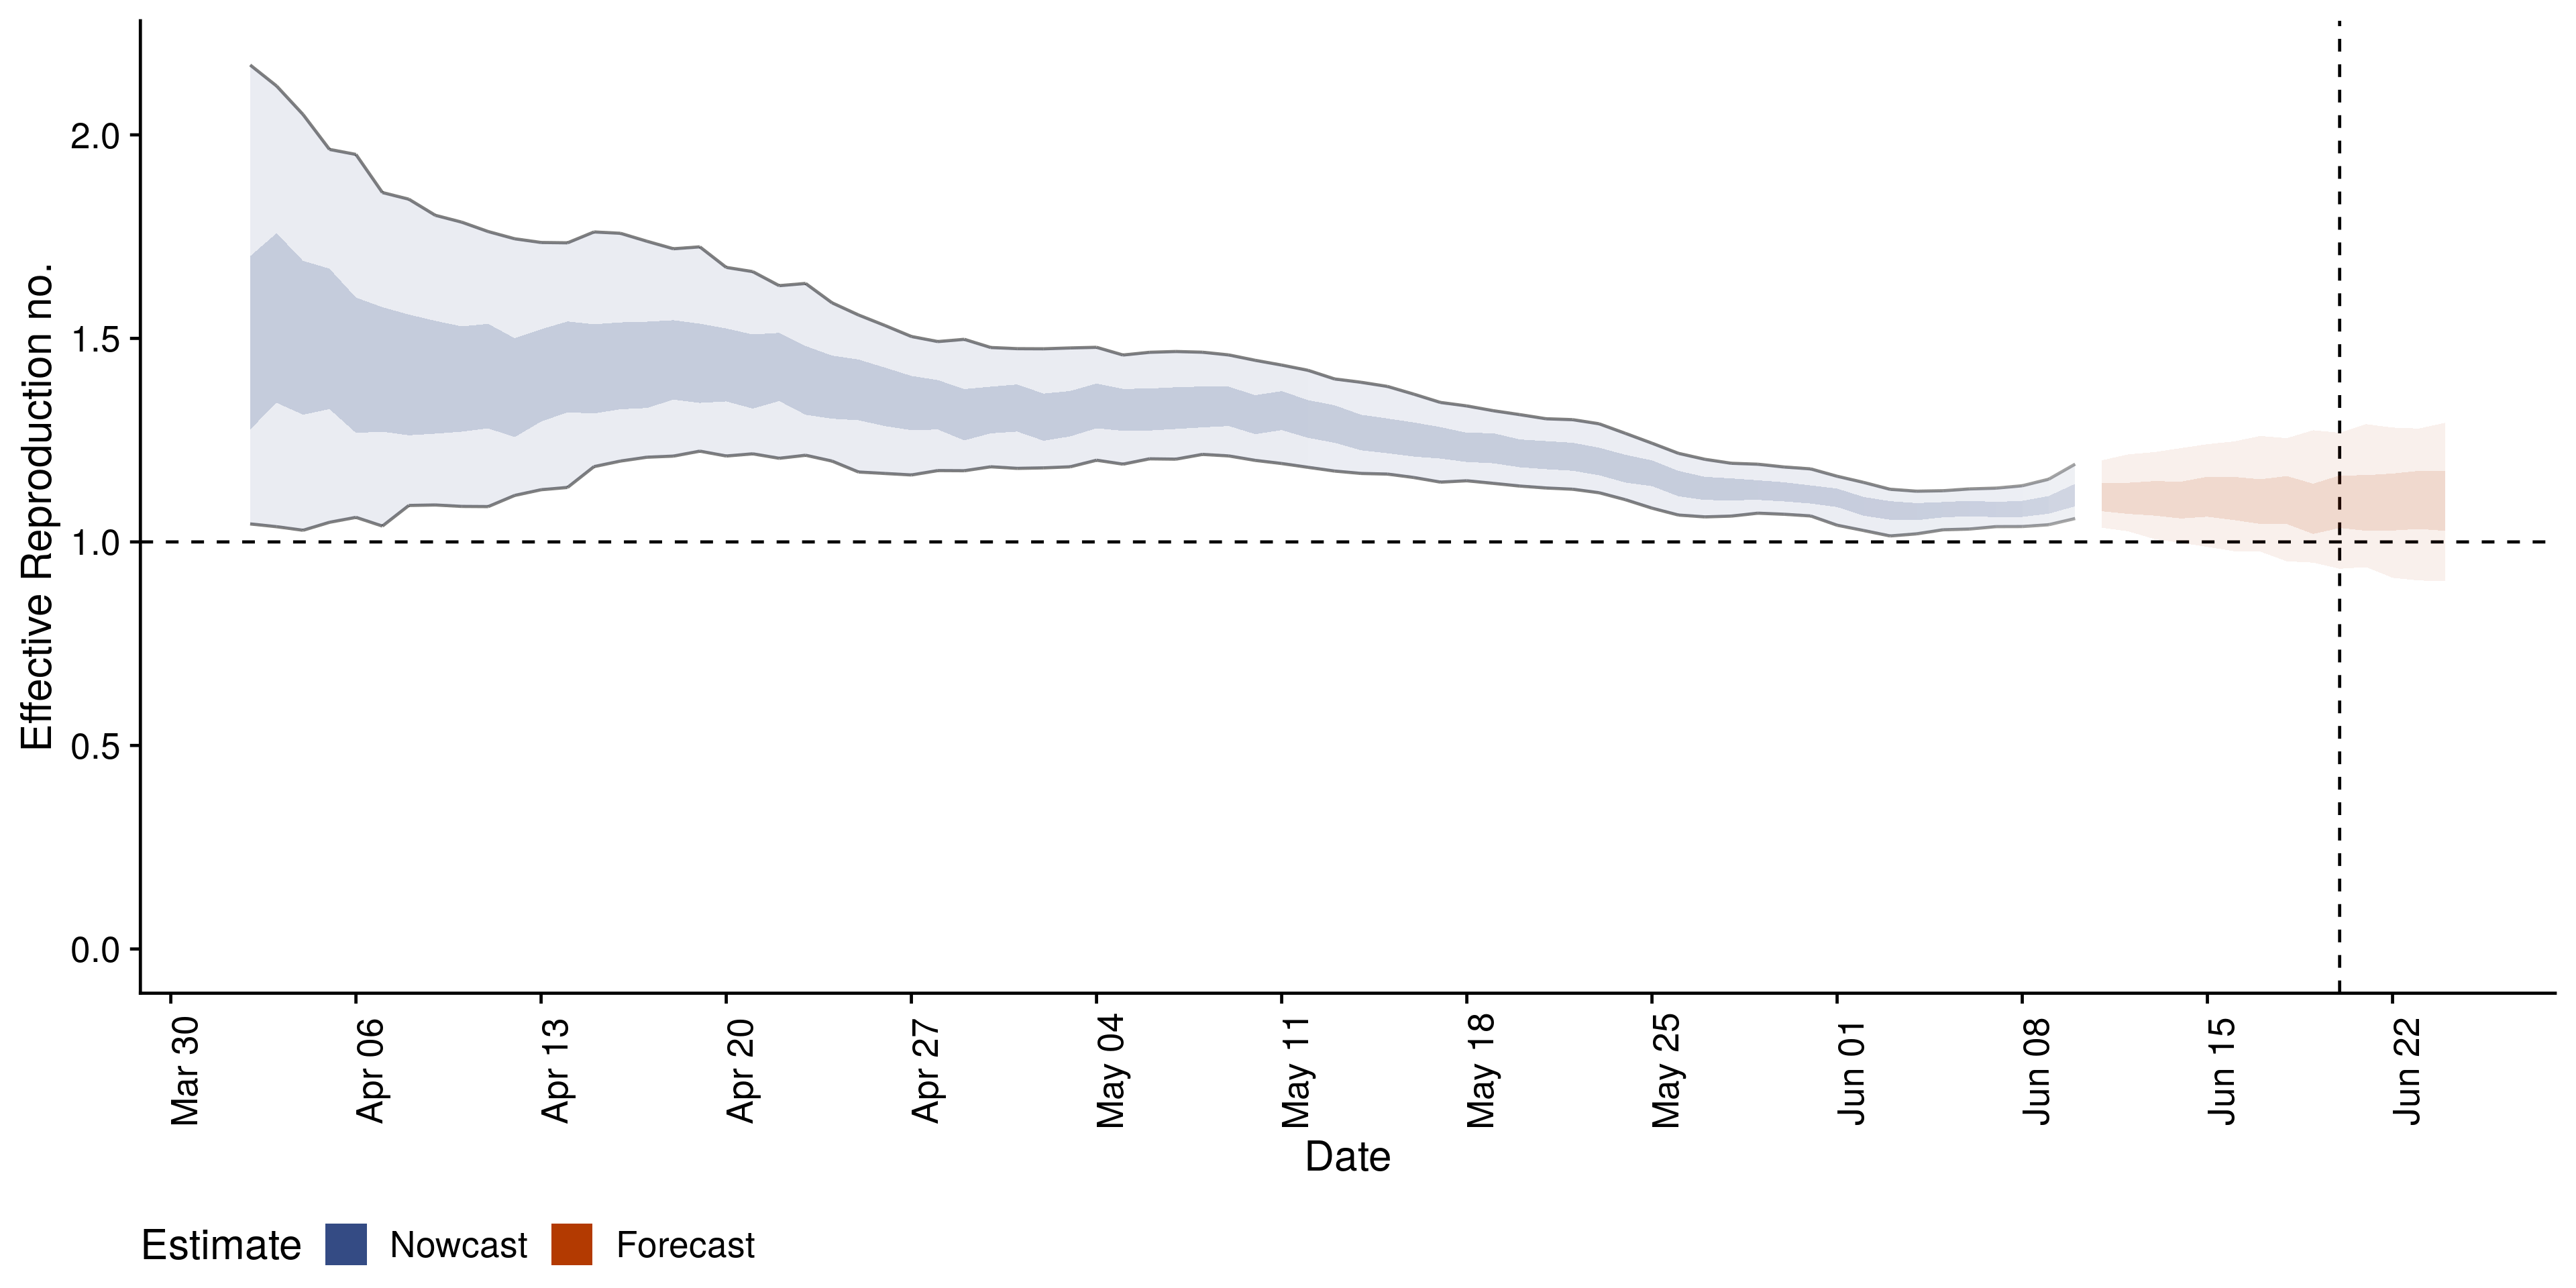 Effective Reproduction no.
2.0
1.5
1.0
0.5
0.0
Mar 30
Apr 06
Apr 13
Apr 20
Apr 27
May 04
May 11
May 18
May 25
Jun 01
Jun 08
Jun 15
Jun 22
Date
Estimate Nowcast Forecast